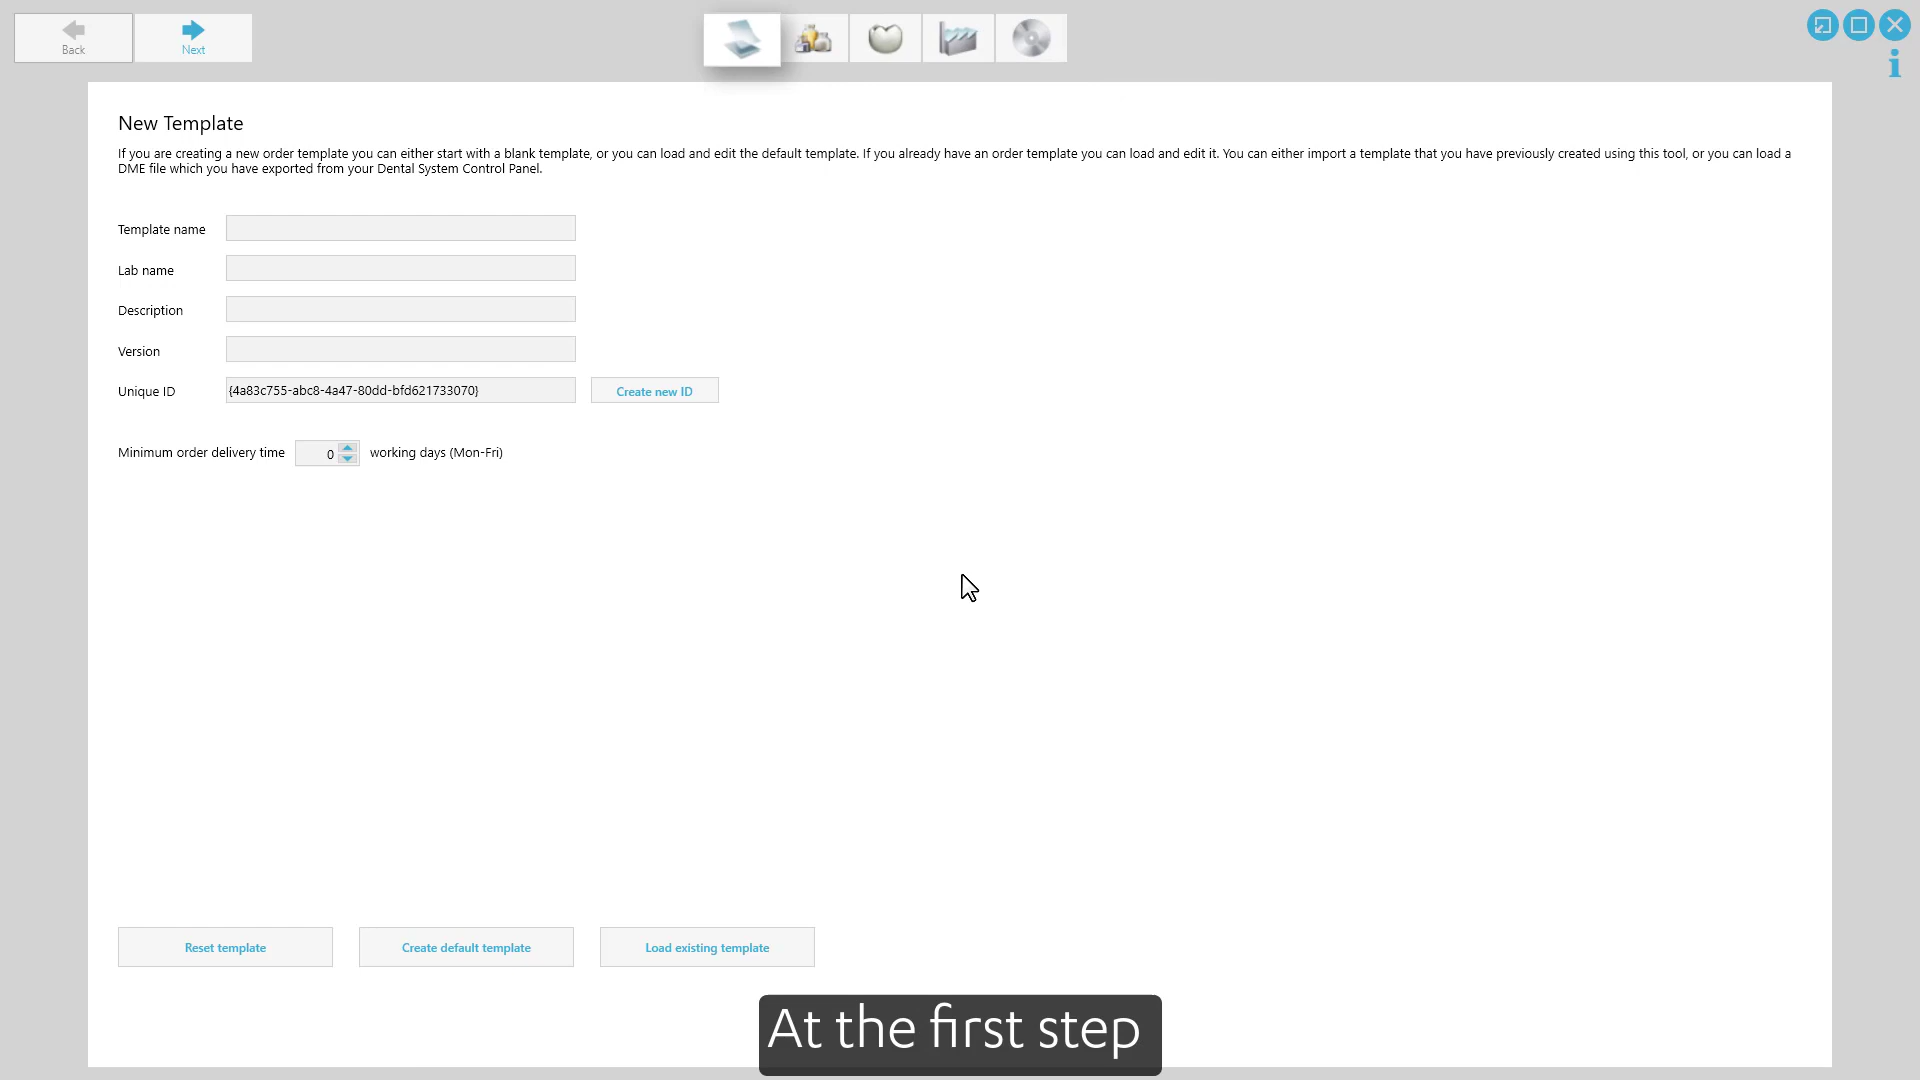 Back
Next
New Template
If you are creating a new order template you can either start with a blank template, or you can load and edit the default template. If you already have an order template you can load and edit it. You can either import a template that you have previously created using this tool, or you can load a
DME file which you have exported from your Dental System Control Panel.
Template name
Lab name
Description
Version
Unique ID {4a83c755-abc8-4a47-80dd-bfd621733070} Create new ID
Minimum order delivery time 0 working days (Mon-Fri)
Reset template Create default template Load existing template
At the first step